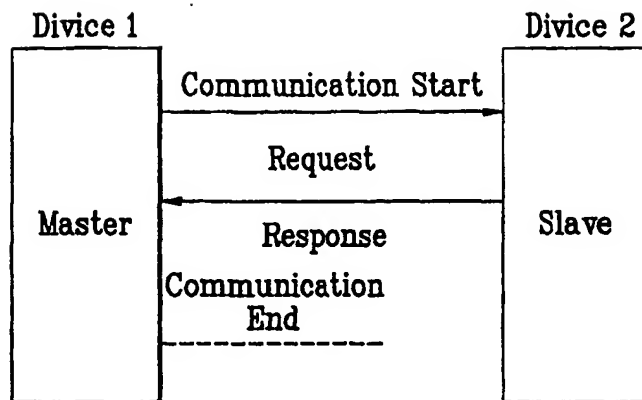 Divice 1
Divice 2
Communication Start
Request
Master
Response
Slave
Communication
End